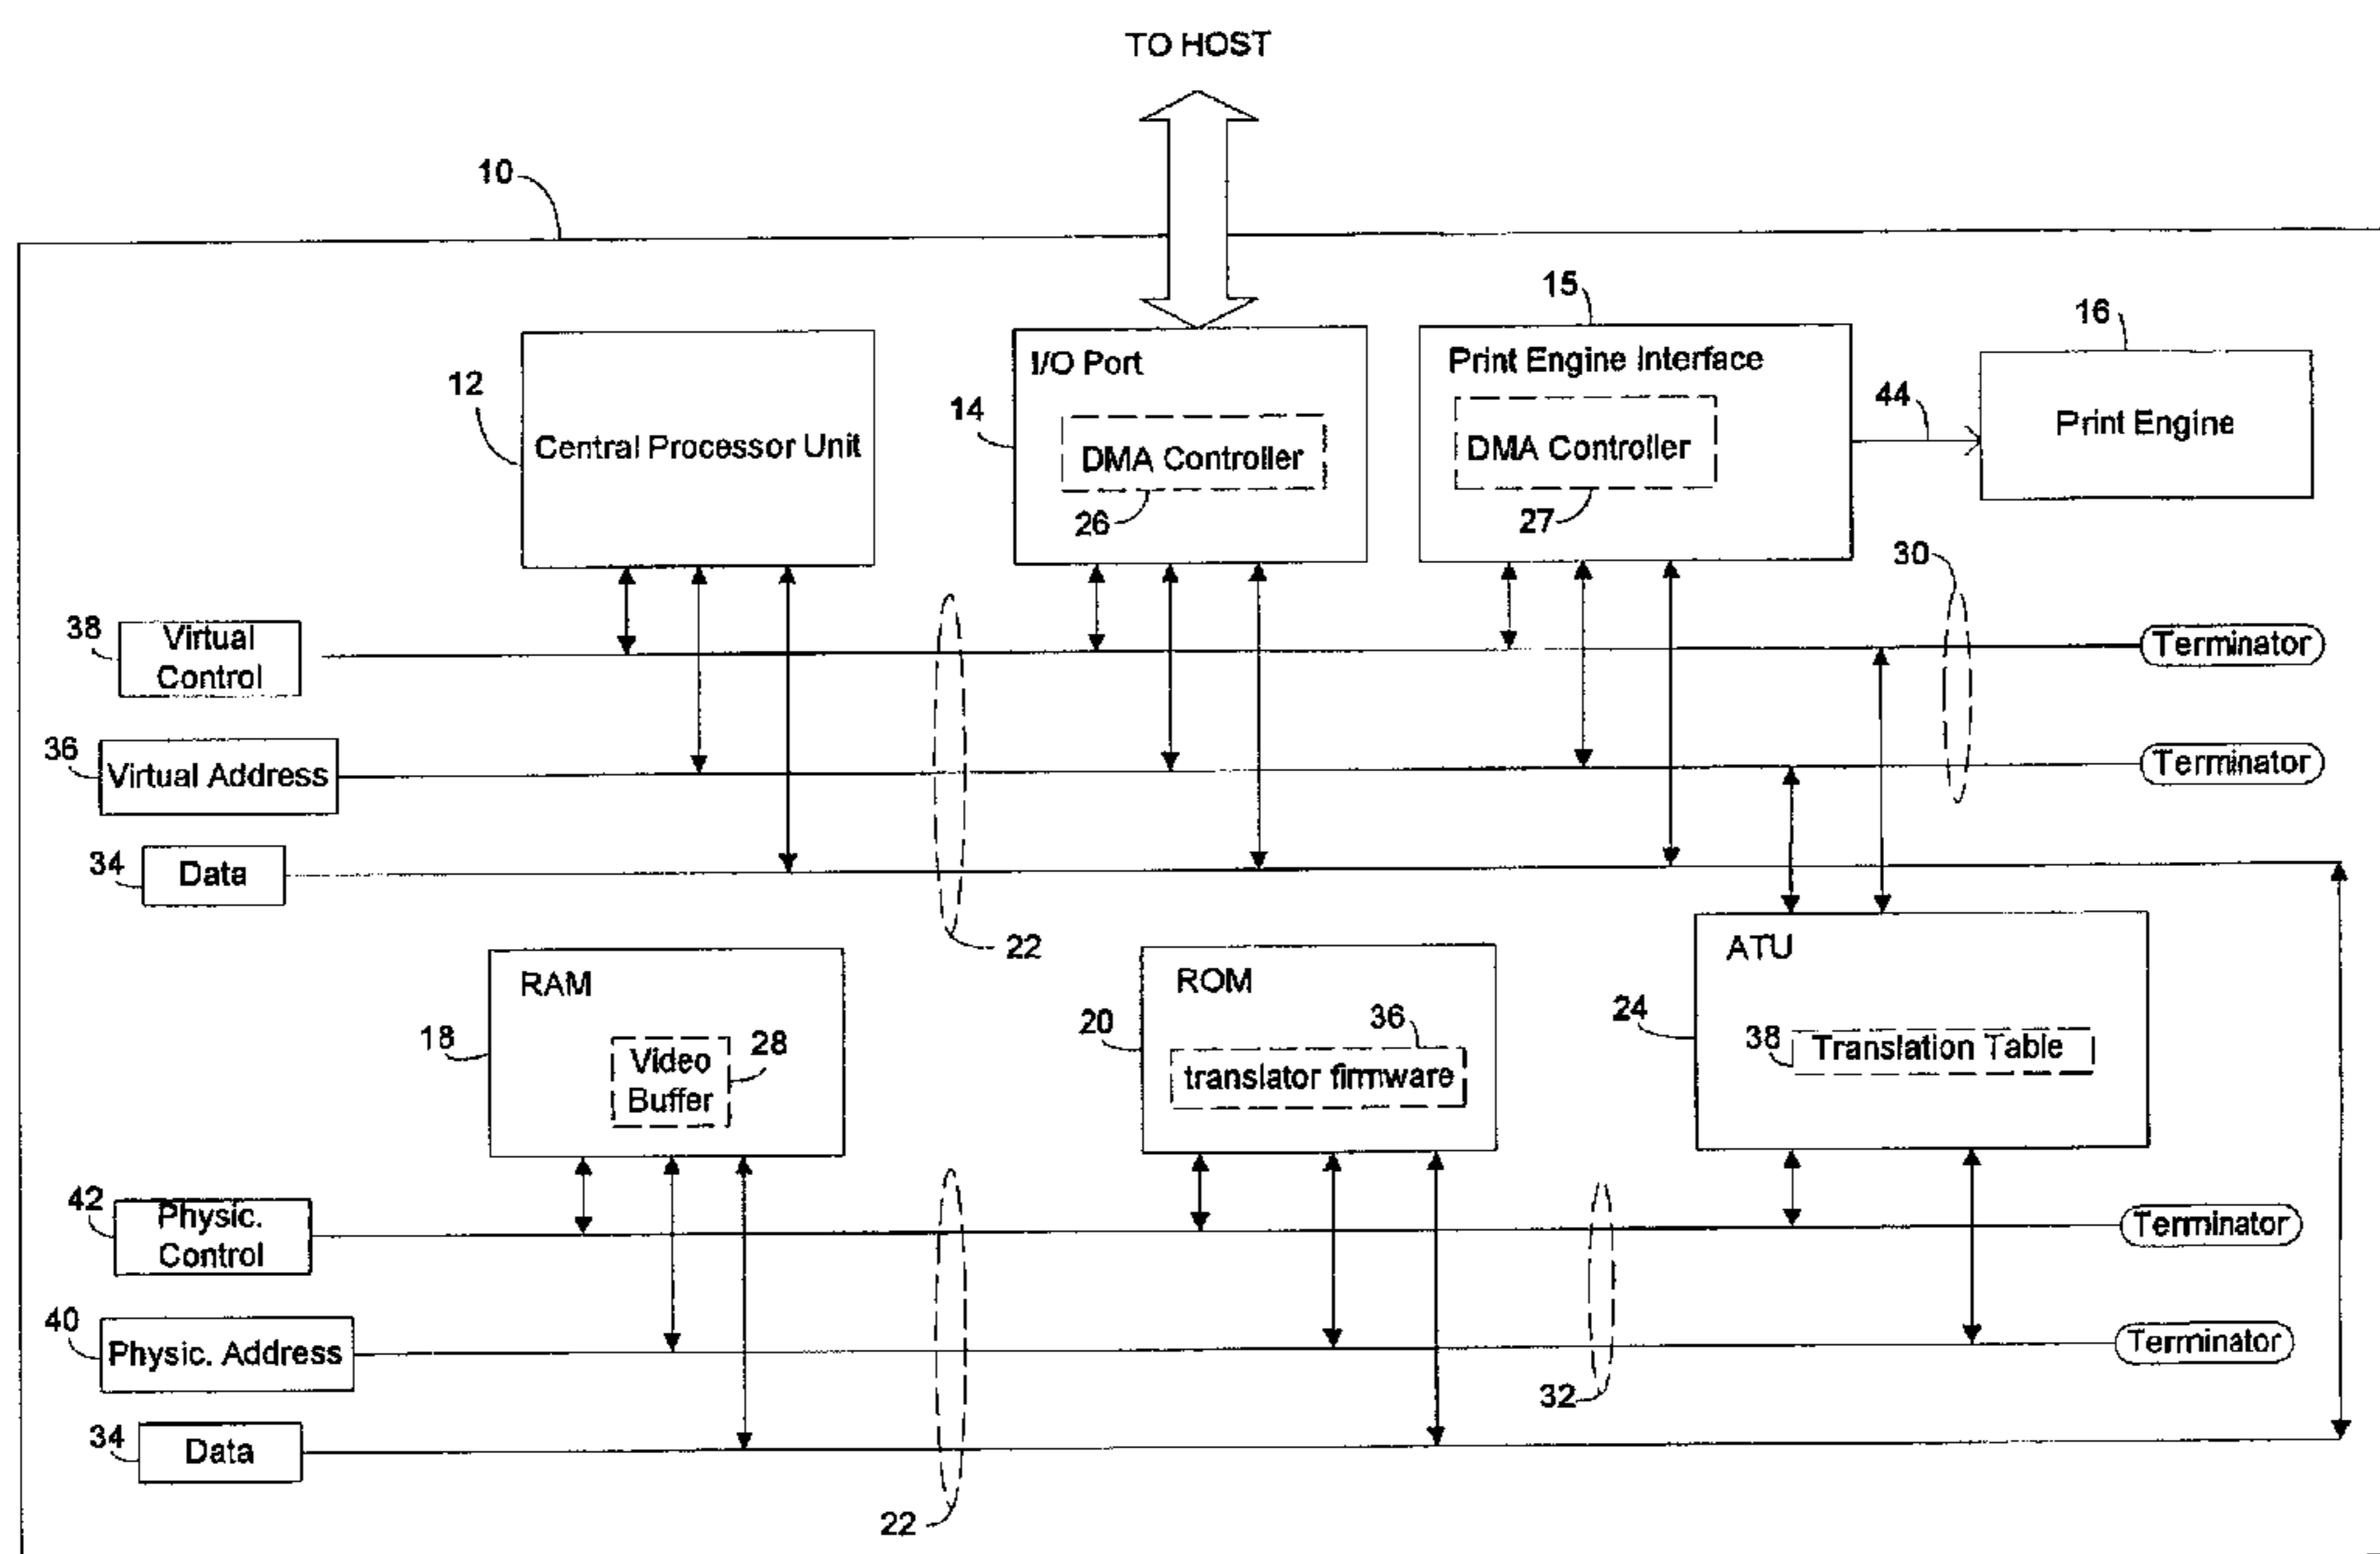 TO HOST
10
15
16
12
I/O Port
Print Engine Interface
14
44
Central Processor Unit
DMA Controller
DMA Controller
Print Engine
26
27
30
38
Virtual
Control
Terminator
36
Virtual Address
Terminator
34
Data
22
RAM
ROM
ATU
18
Video
Buffer
28
20
36
translator firmware
24
38
Translation Table
42
Physic.
Control
Terminator
40
Physic. Address
Terminator
32
34
Data
22